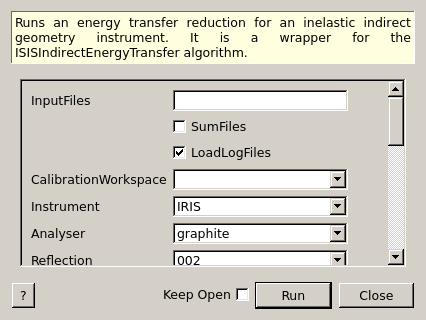 Runs an energy transfer reduction for an inelastic indirect
geometry instrument. It is a wrapper for the
ISISIndirectEnergyTransfer algorithm.
InputFiles
SumFiles
LoadLogFiles
CalibrationWorkspace
Instrument IRIS
Analyser graphite
Reflection 002
? Keep Open Run Close